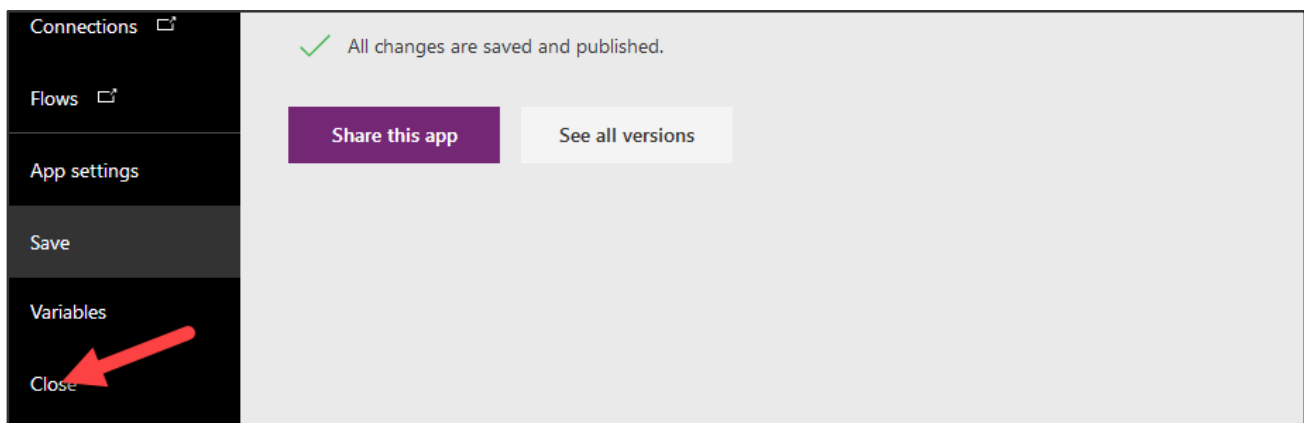 Connections
Flows
App settings
Save
Variables
Close
All changes are saved and published.
Share this app
See all versions